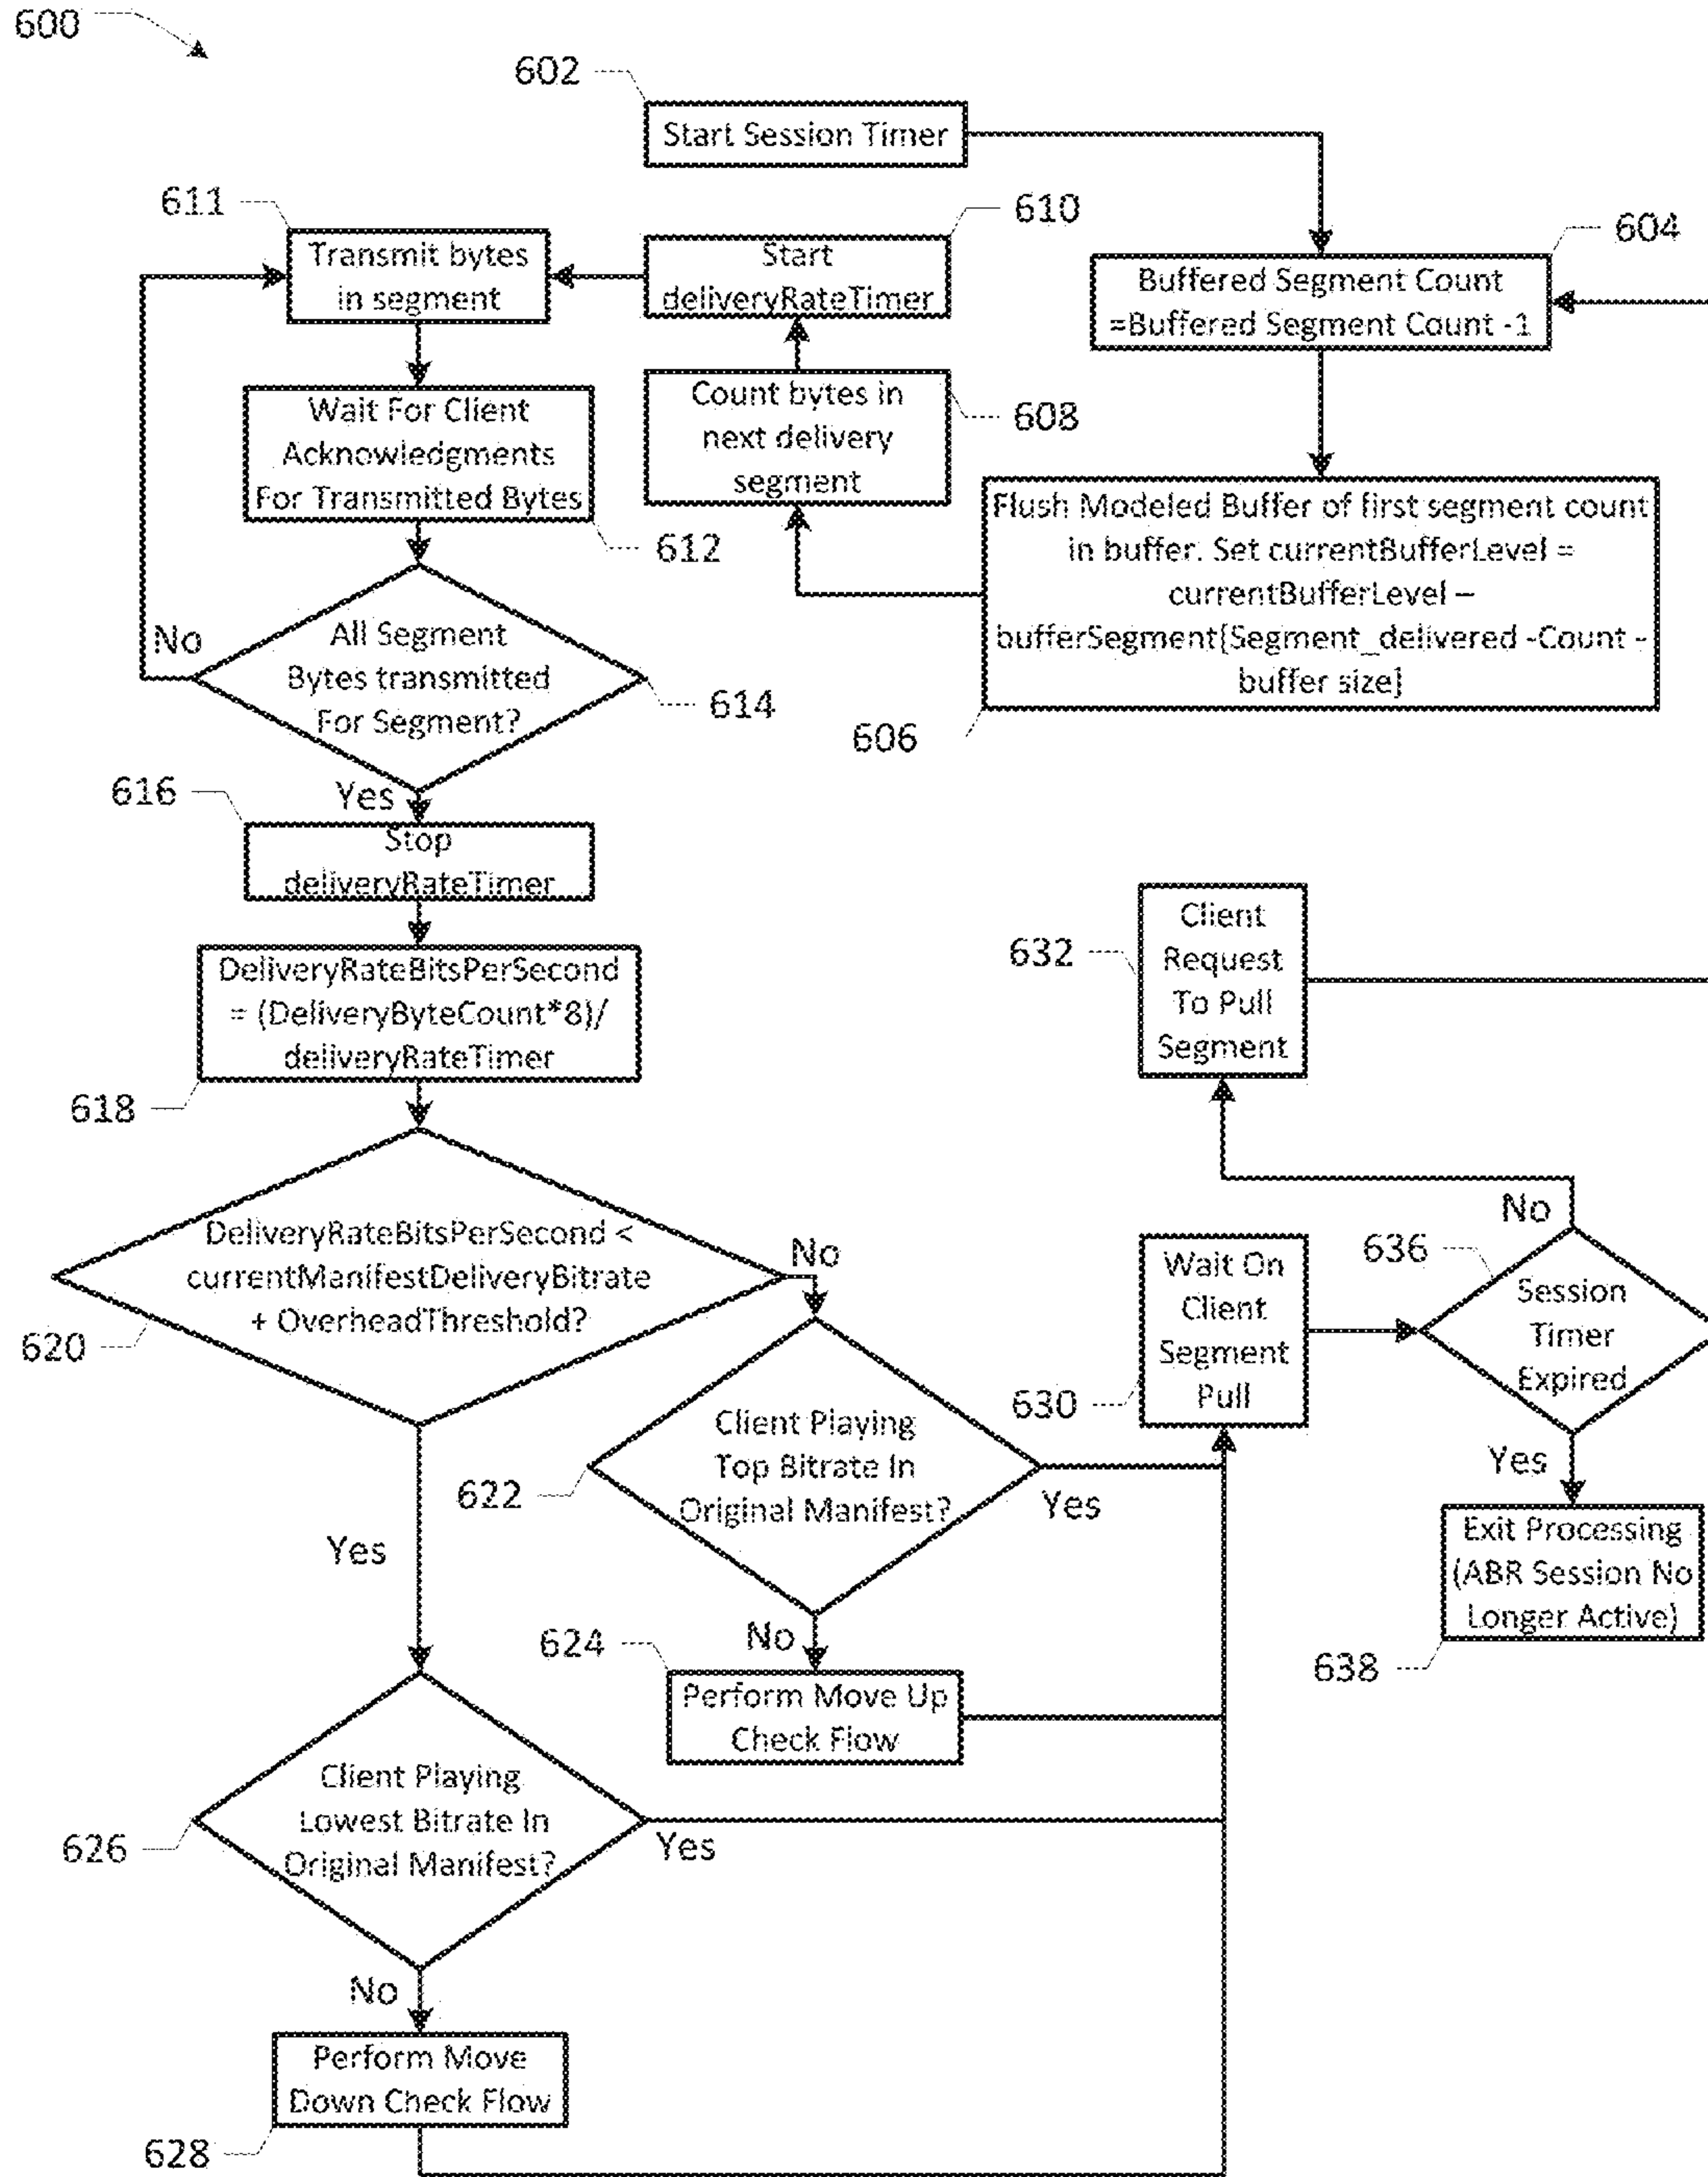 600
602
Start Session Timer
611
Transmit bytes
in segment
610
Start
deliveryRateTimer
604
Buffered Segment Count
=Buffered Segment Count -1
Wait For Client
Acknowledgments
For Transmitted Bytes
612
Count bytes in
next delivery
segment
608
Flush Modeled Buffer of first segment count
in buffer. Set currentBufferLevel =
currentBufferLevel –
bufferSegment[Segment_delivered -Count -
buffer size]
606
No
All Segment
Bytes transmitted
For Segment?
614
Yes
616
Stop
deliveryRateTimer
DeliveryRateBitsPerSecond
= (DeliveryByteCount*8)/
deliveryRateTimer
618
632
Client
Request
To Pull
Segment
DeliveryRateBitsPerSecond <
currentManifestDeliveryBitrate
+ OverheadThreshold?
620
No
Wait On
Client
Segment
Pull
630
No
636
Session
Timer
Expired
Yes
Client Playing
Top Bitrate In
Original Manifest?
622
Yes
Yes
Exit Processing
(ABR Session No
Longer Active)
638
No
624
Perform Move Up
Check Flow
Client Playing
Lowest Bitrate In
Original Manifest?
626
Yes
No
Perform Move
Down Check Flow
628